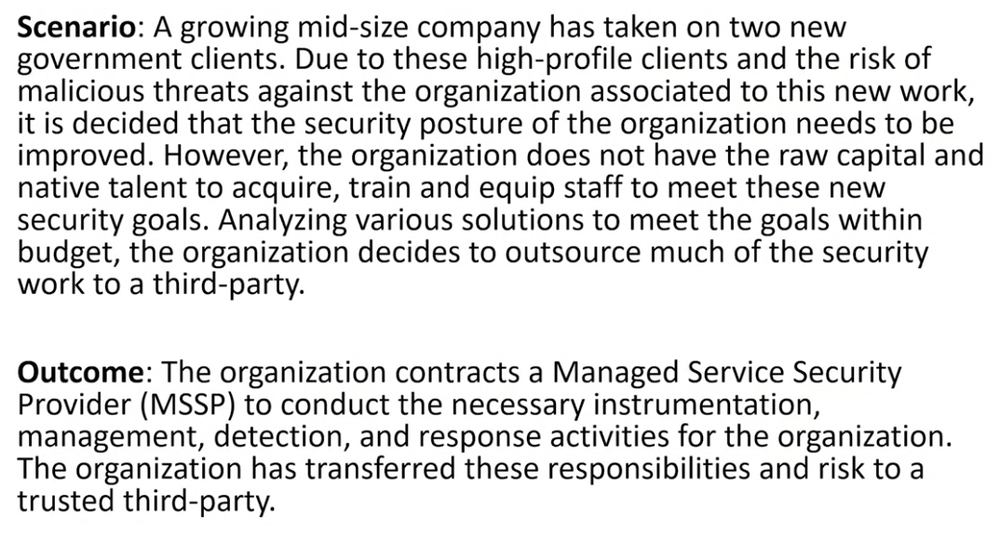 Scenario: A growing mid-size company has taken on two new
government clients. Due to these high-profile clients and the risk of
malicious threats against the organization associated to this new work,
it is decided that the security posture of the organization needs to be
improved. However, the organization does not have the raw capital and
native talent to acquire, train and equip staff to meet these new
security goals. Analyzing various solutions to meet the goals within
budget, the organization decides to outsource much of the security
work to a third-party.
Outcome: The organization contracts a Managed Service Security
Provider (MSSP) to conduct the necessary instrumentation,
management, detection, and response activities for the organization.
The organization has transferred these responsibilities and risk to a
trusted third-party.